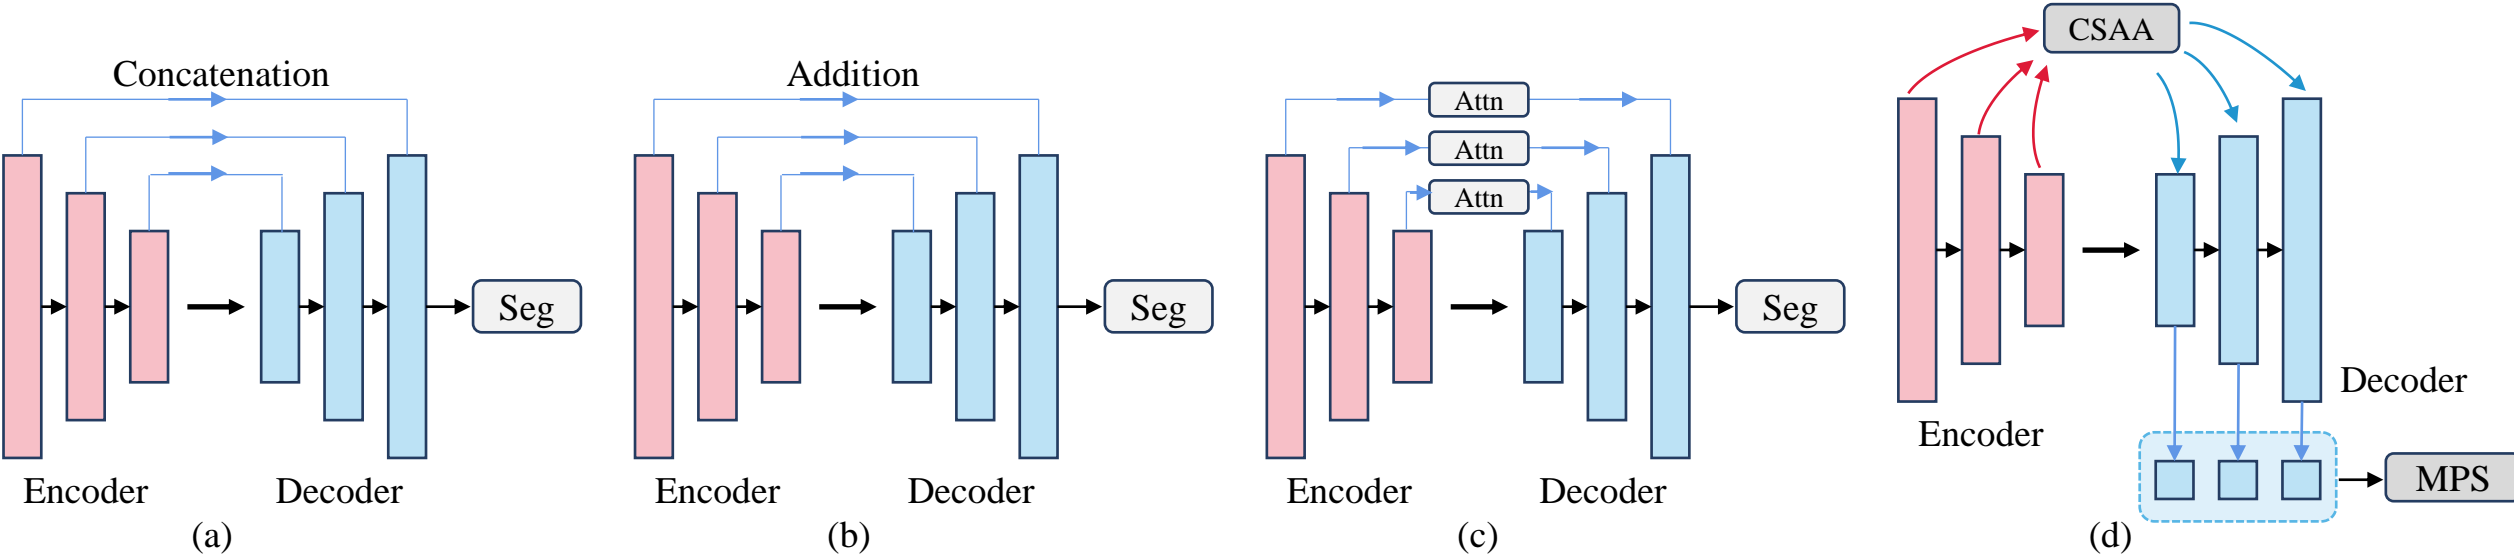 Concatenation
Seg
Encoder
Decoder
(a)
Addition
Seg
Encoder
Decoder
(b)
Attn
Attn
Attn
Seg
Encoder
Decoder
(c)
CSAA
Decoder
Encoder
MPS
(d)